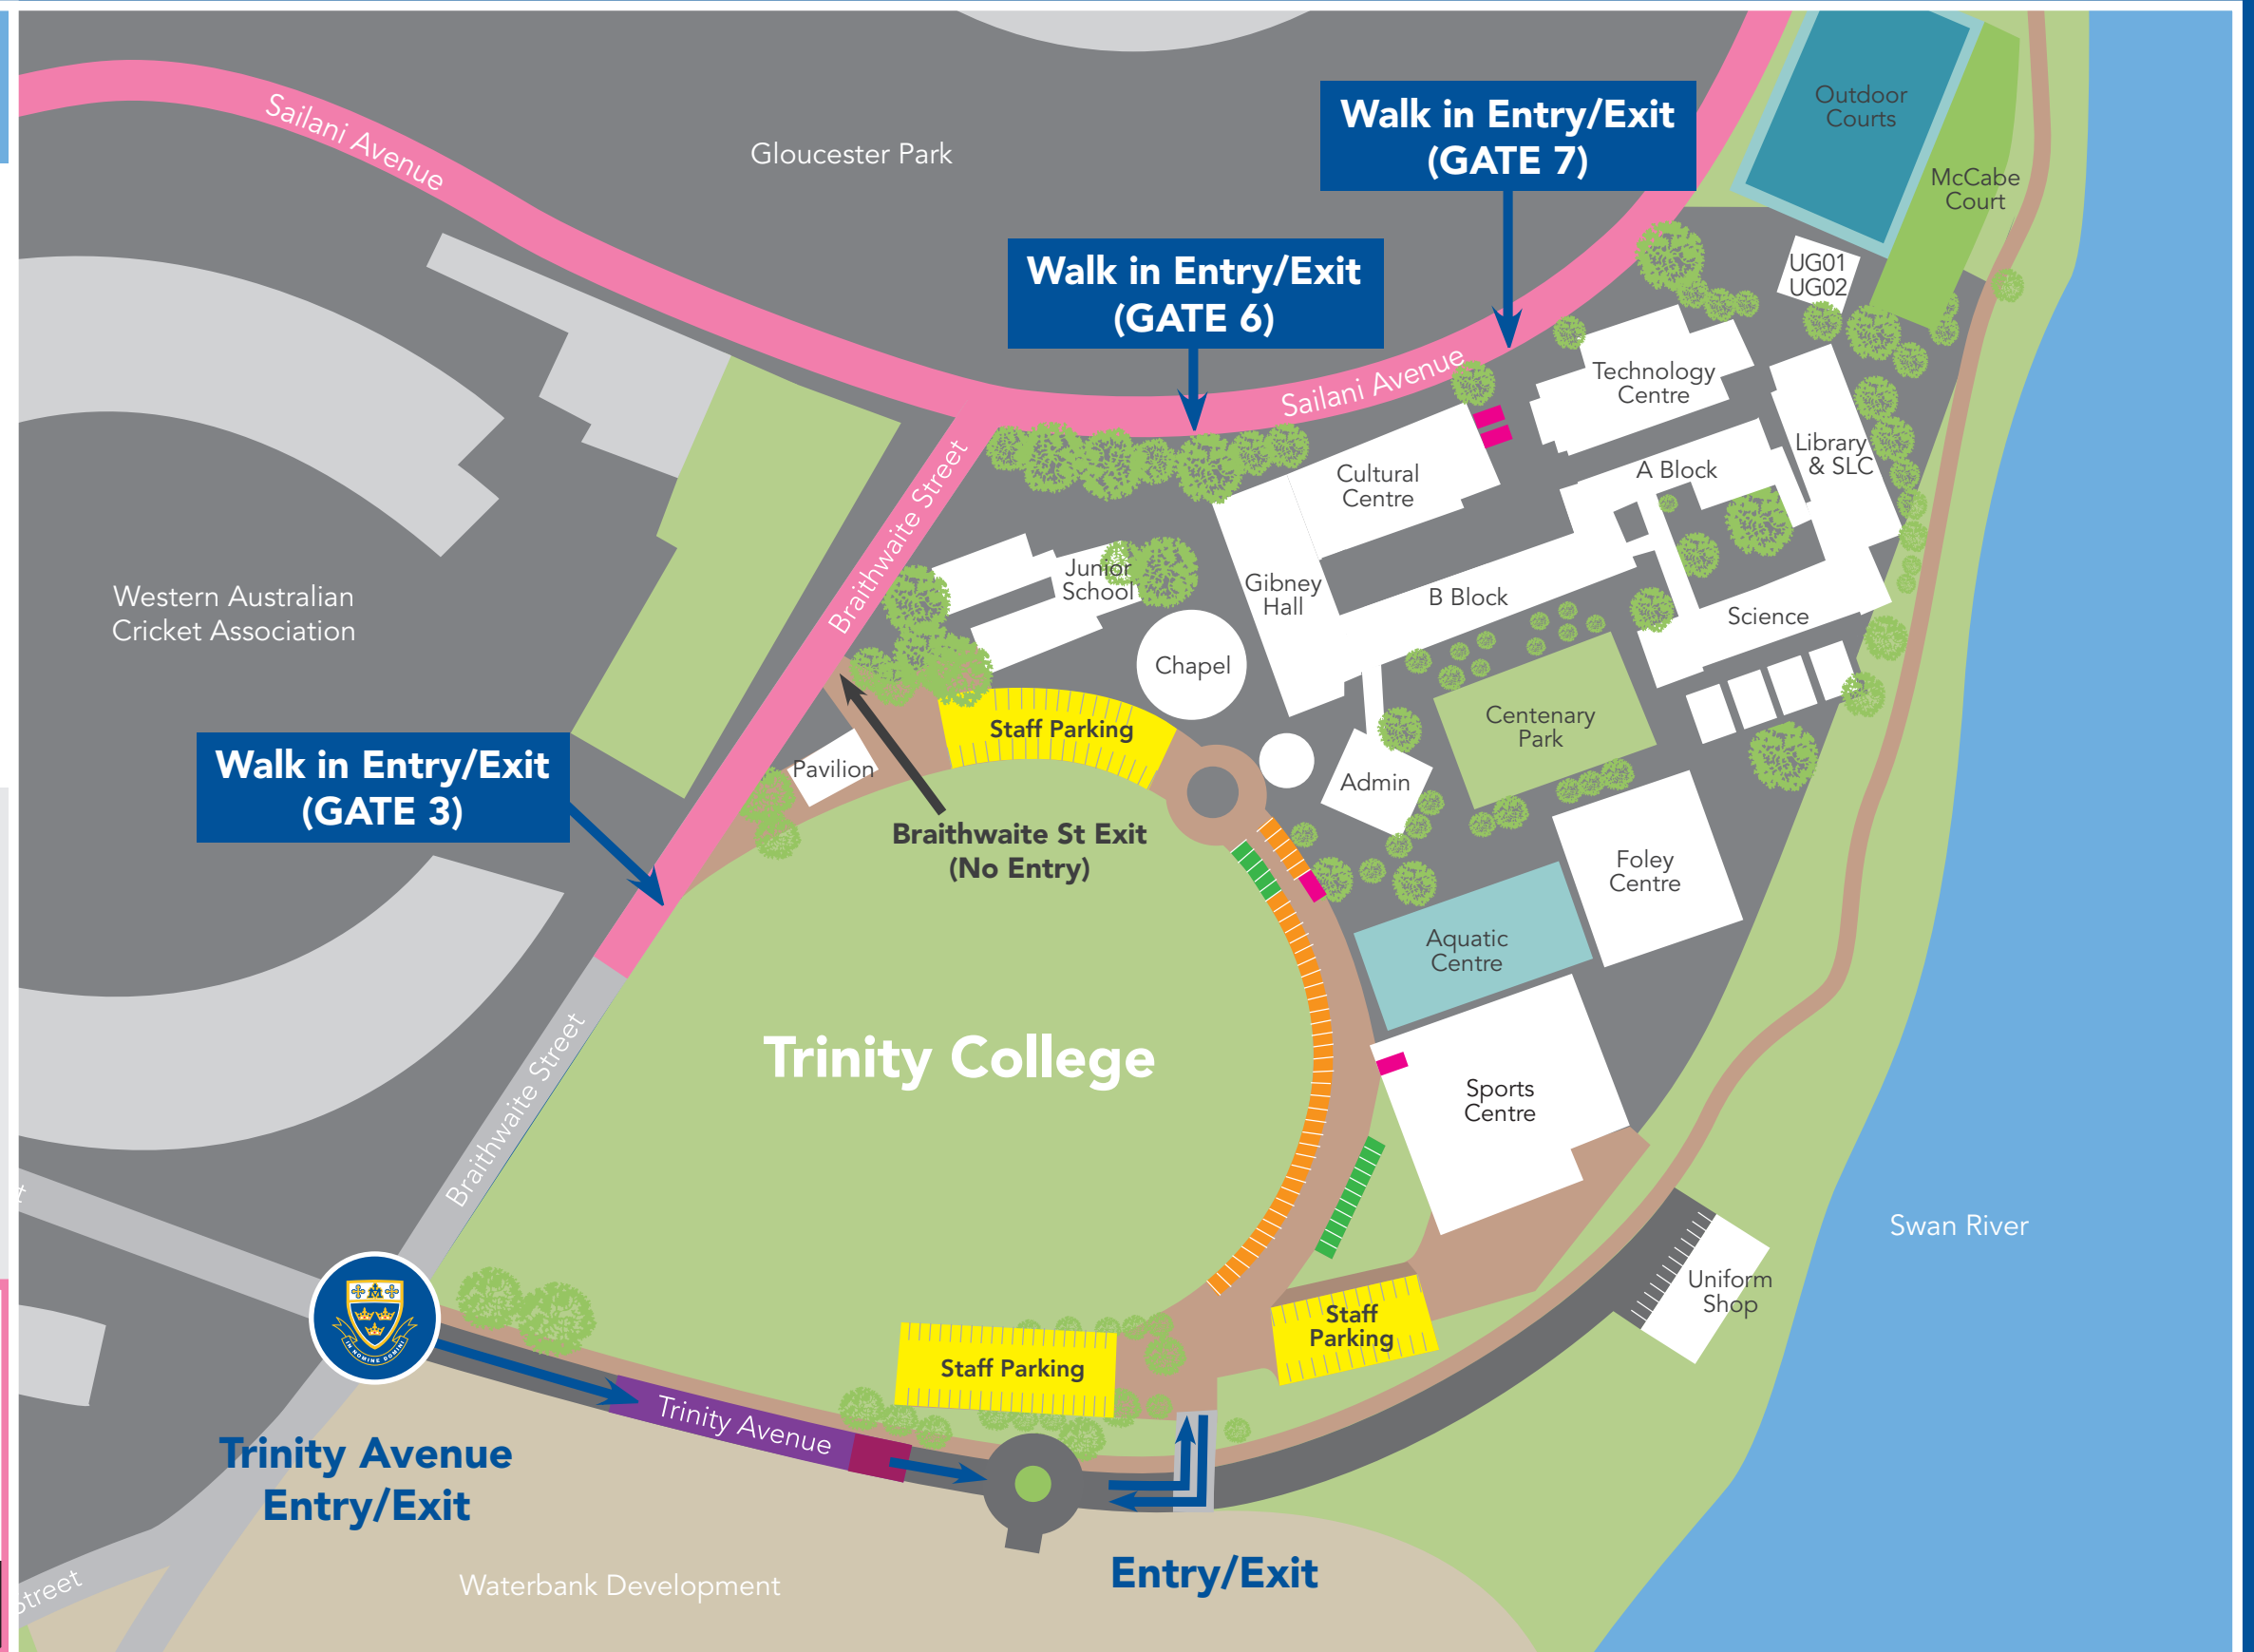 Sailani Avenue
Gloucester Park
Walk in Entry/Exit
(GATE 7)
Outdoor
Courts
McCabe
Court
Walk in Entry/Exit
(GATE 6)
UG01
UG02
Sailani Avenue
Technology
Centre
Cultural
Centre
A Block
Library
& SLC
Braithwaite Street
Junior
School
Gibney
Hall
B Block
Science
Western Australian
Cricket Association
Chapel
Staff Parking
Centenary
Park
Pavilion
Admin
Walk in Entry/Exit
(GATE 3)
Braithwaite St Exit
(No Entry)
Foley
Centre
Aquatic
Centre
Trinity College
Sports
Centre
Braithwaite Street
Swan River
Uniform
Shop
Staff
Parking
Staff Parking
IN NOMINE DOMINI
Trinity Avenue
Trinity Avenue
Entry/Exit
Entry/Exit
Waterbank Development
Street